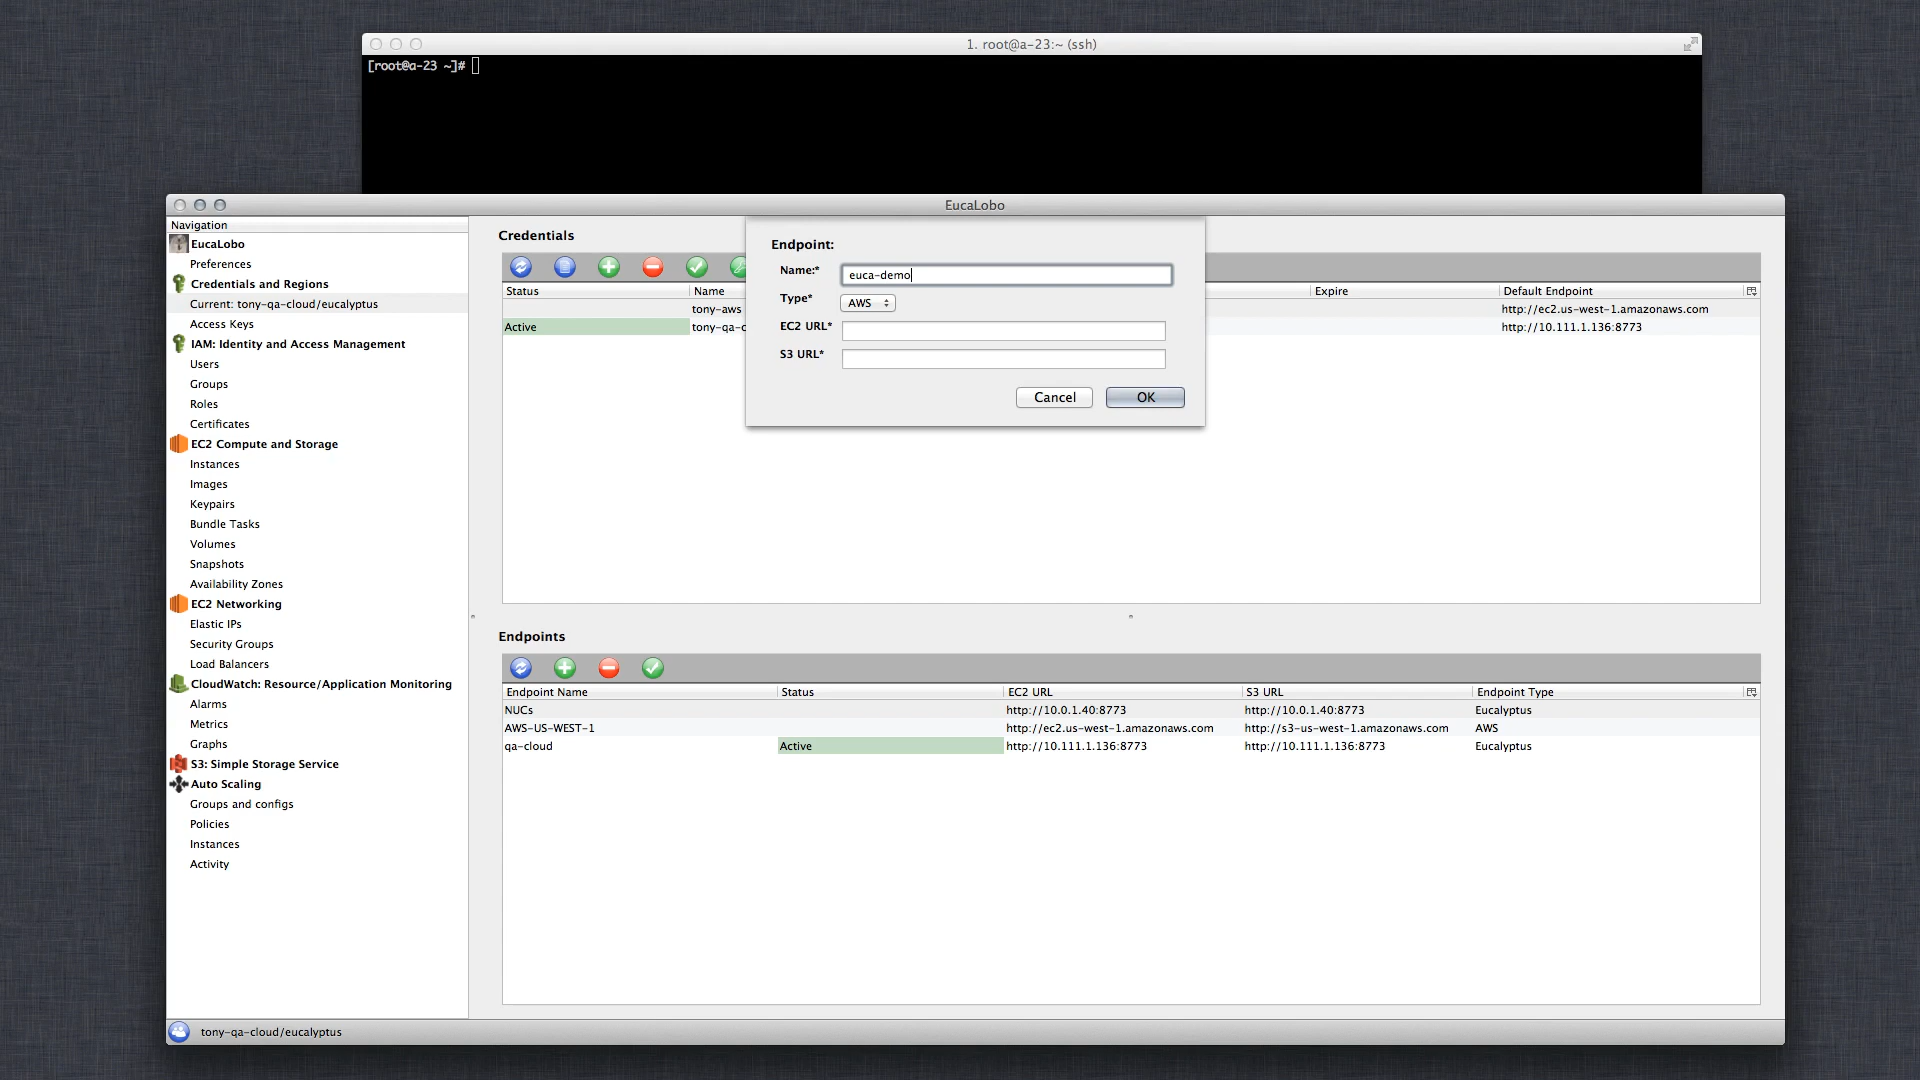 1. root@a-23:~ (ssh)
[root@a-23 ~]#
EucaLobo
Navigation
EucaLobo
Preferences
Credentials and Regions
Current: tony-qa-cloud/eucalyptus
Access Keys
IAM: Identity and Access Management
Users
Groups
Roles
Certificates
EC2 Compute and Storage
Instances
Images
Keypairs
Bundle Tasks
Volumes
Snapshots
Availability Zones
EC2 Networking
Elastic IPs
Security Groups
Load Balancers
CloudWatch: Resource/Application Monitoring
Alarms
Metrics
Graphs
S3: Simple Storage Service
Auto Scaling
Groups and configs
Policies
Instances
Activity
Credentials
Status Name Expire Default Endpoint
tony-aws http://ec2.us-west-1.amazonaws.com
Active tony-qa-c http://10.111.1.136:8773
Endpoint:
Name:* euca-demo
Type* AWS
EC2 URL*
S3 URL*
Cancel OK
Endpoints
Endpoint Name Status EC2 URL S3 URL Endpoint Type
NUCs http://10.0.1.40:8773 http://10.0.1.40:8773 Eucalyptus
AWS-US-WEST-1 http://ec2.us-west-1.amazonaws.com http://s3-us-west-1.amazonaws.com AWS
qa-cloud Active http://10.111.1.136:8773 http://10.111.1.136:8773 Eucalyptus
tony-qa-cloud/eucalyptus